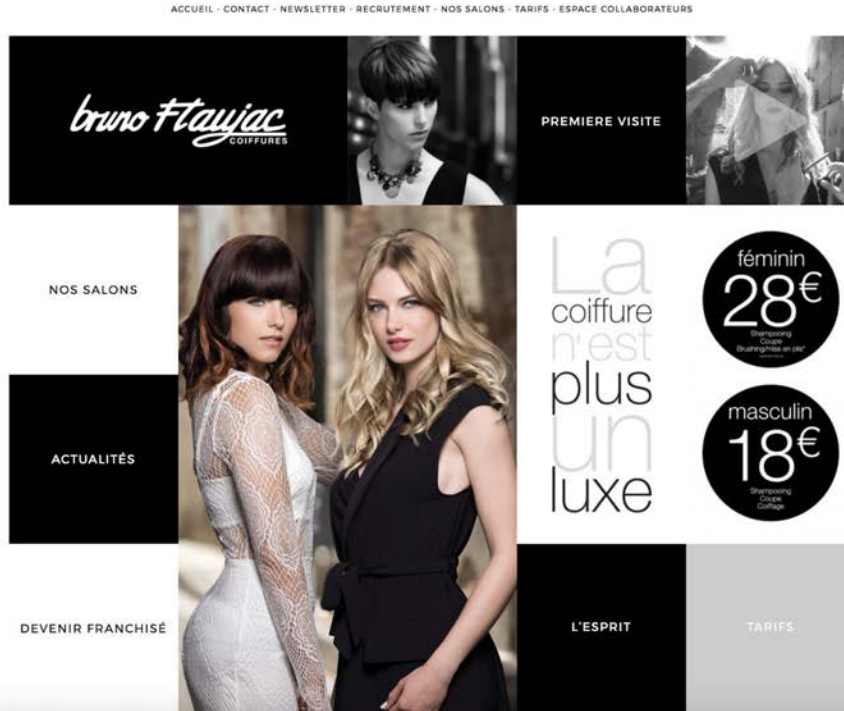 ACCUEIL - CONTACT - NEWSLETTER - RECRUTEMENT - NOS SALONS - TARIFS - ESPACE COLLABORATEURS
bruno Flaujac
COIFFURES
PREMIERE VISITE
NOS SALONS
La
coiffure
n'est
plus
un
luxe
féminin
28€
Shampooing
Coupe
Brushing/mise en plis*
masculin
18€
Shampooing
Coupe
Coiffage
ACTUALITÉS
DEVENIR FRANCHISÉ
L'ESPRIT
TARIFS